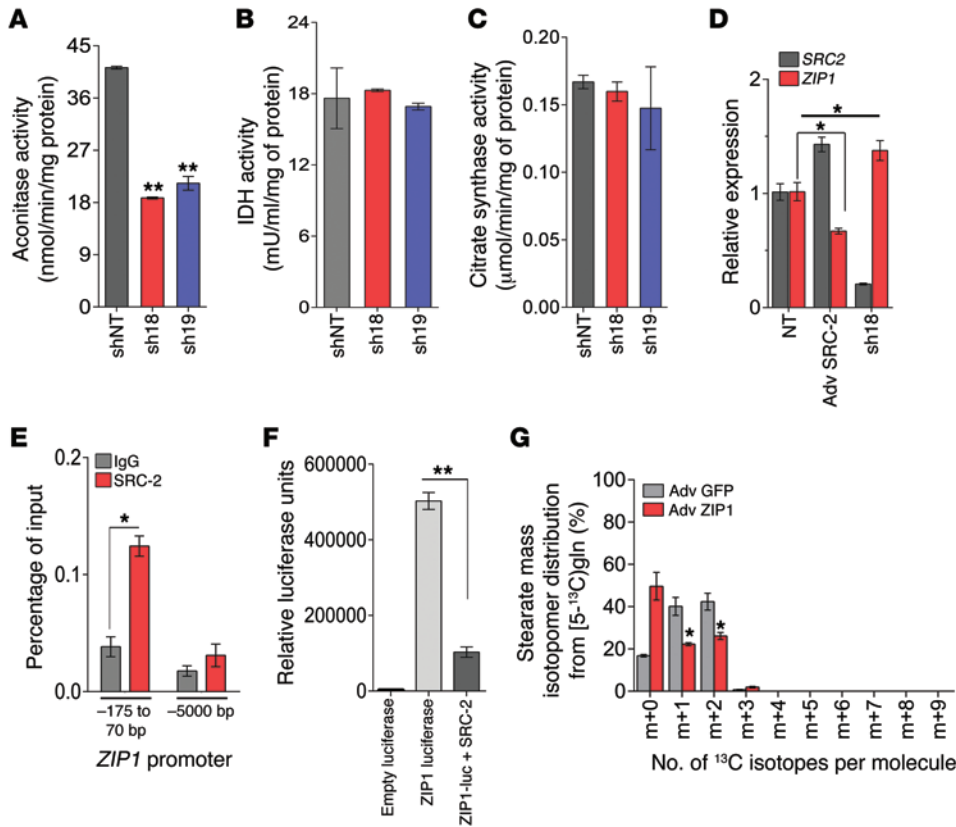 A
Aconitase activity
(nmol/min/mg protein)
45
36
27
18
9
0
**
**
shNT
sh18
sh19
B
IDH activity
(mU/ml/mg of protein)
24
18
12
6
0
shNT
sh18
sh19
C
Citrate synthase activity
(μmol/min/mg of protein)
0.20
0.15
0.10
0.05
0.00
shNT
sh18
sh19
D
SRC2
ZIP1
Relative expression
2
1
0
*
*
NT
Adv SRC-2
sh18
E
IgG
SRC-2
Percentage of input
0.2
0.1
0.0
*
–175 to
70 bp
–5000 bp
ZIP1 promoter
F
Relative luciferase units
600000
400000
200000
0
**
Empty luciferase
ZIP1 luciferase
ZIP1-luc + SRC-2
G
Stearate mass
isotopomer distribution
from [5-¹³C)gln (%)
100
80
60
40
20
0
Adv GFP
Adv ZIP1
*
*
m+0
m+1
m+2
m+3
m+4
m+5
m+6
m+7
m+8
m+9
No. of ¹³C isotopes per molecule